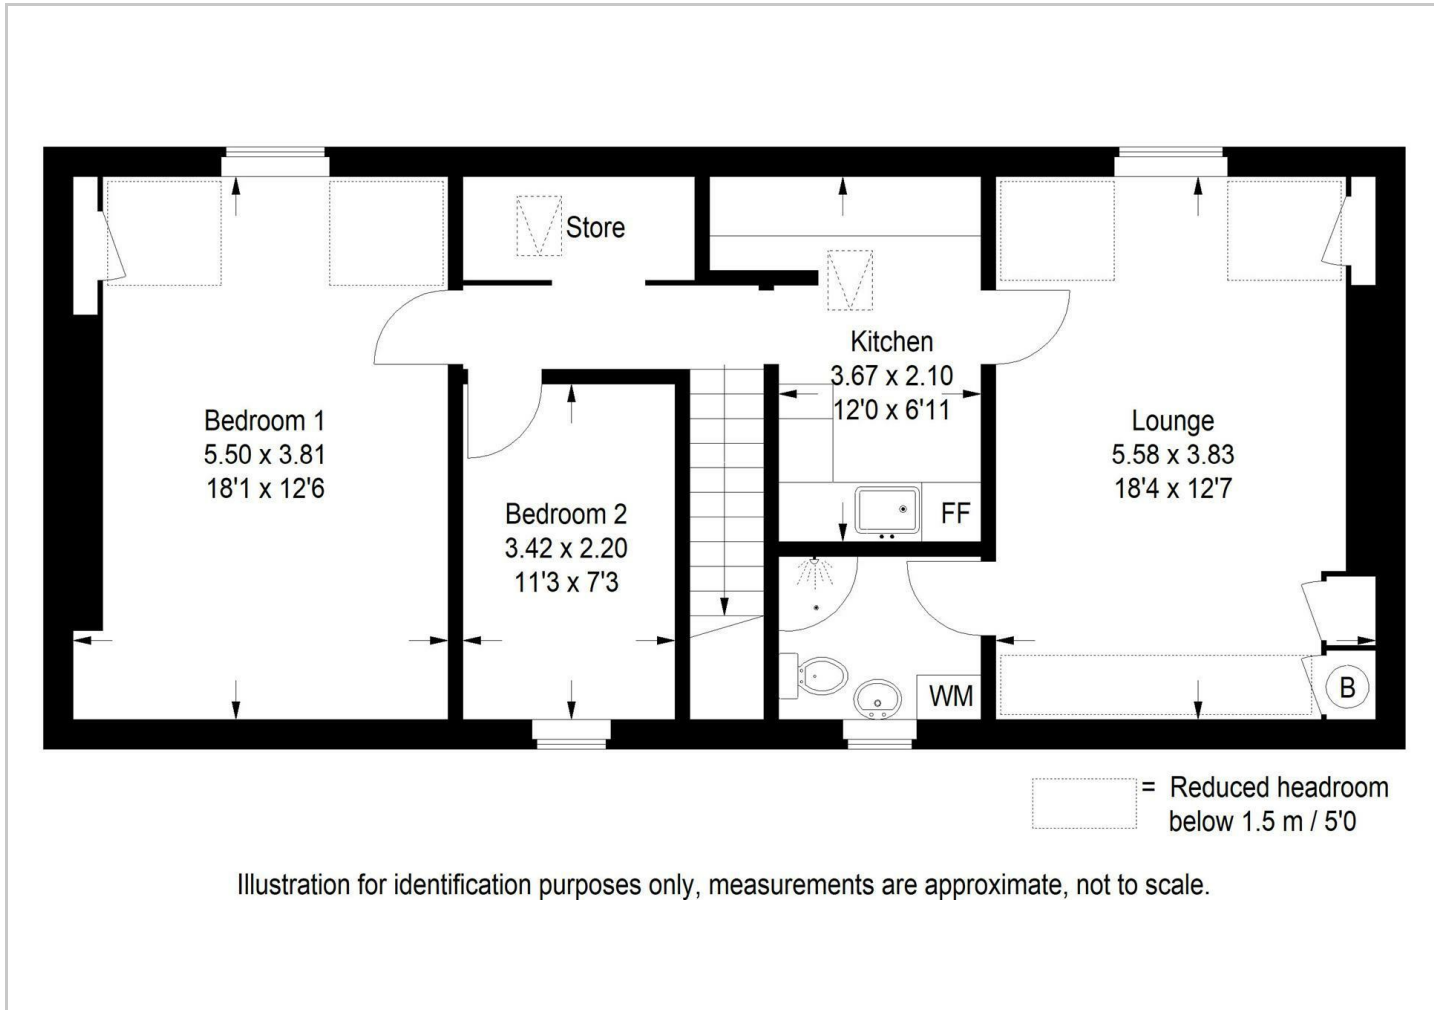 Store
Kitchen
3.67 x 2.10
12'0 x 6'11
Bedroom 1
5.50 x 3.81
18'1 x 12'6
Lounge
5.58 x 3.83
18'4 x 12'7
Bedroom 2
3.42 x 2.20
11'3 x 7'3
FF
WM
B
= Reduced headroom
below 1.5 m / 5'0
Illustration for identification purposes only, measurements are approximate, not to scale.